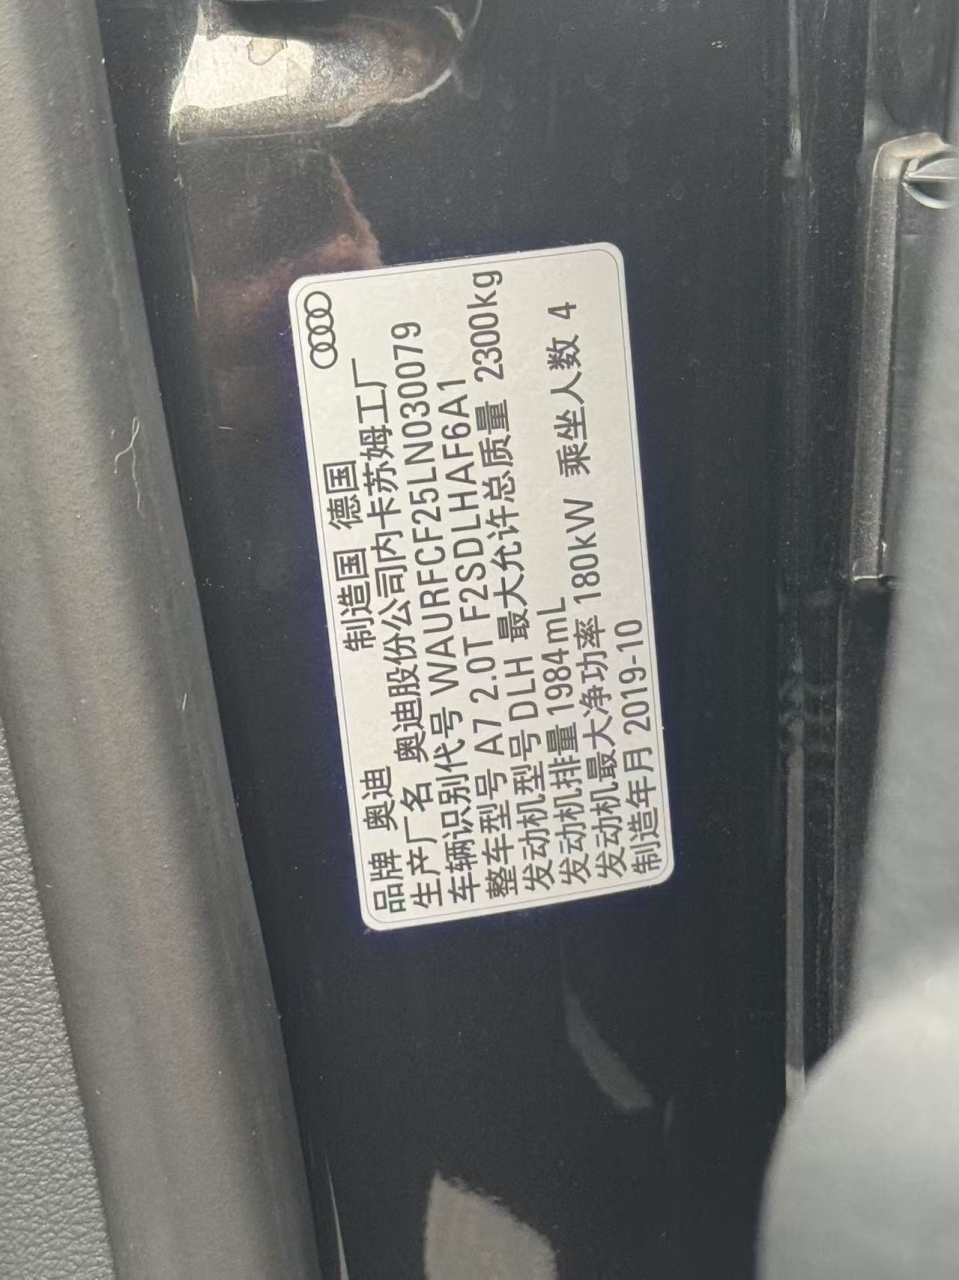 品牌 奥迪 制造国 德国
生产厂名 奥迪股份公司内卡苏姆工厂
车辆识别代号 WAURFCF25LN030079
整车型号 A7 2.0T F2SDLHAF6A1
发动机型号 DLH 最大允许总质量 2300kg
发动机排量 1984mL
发动机最大净功率 180kW 乘坐人数 4
制造年月 2019-10